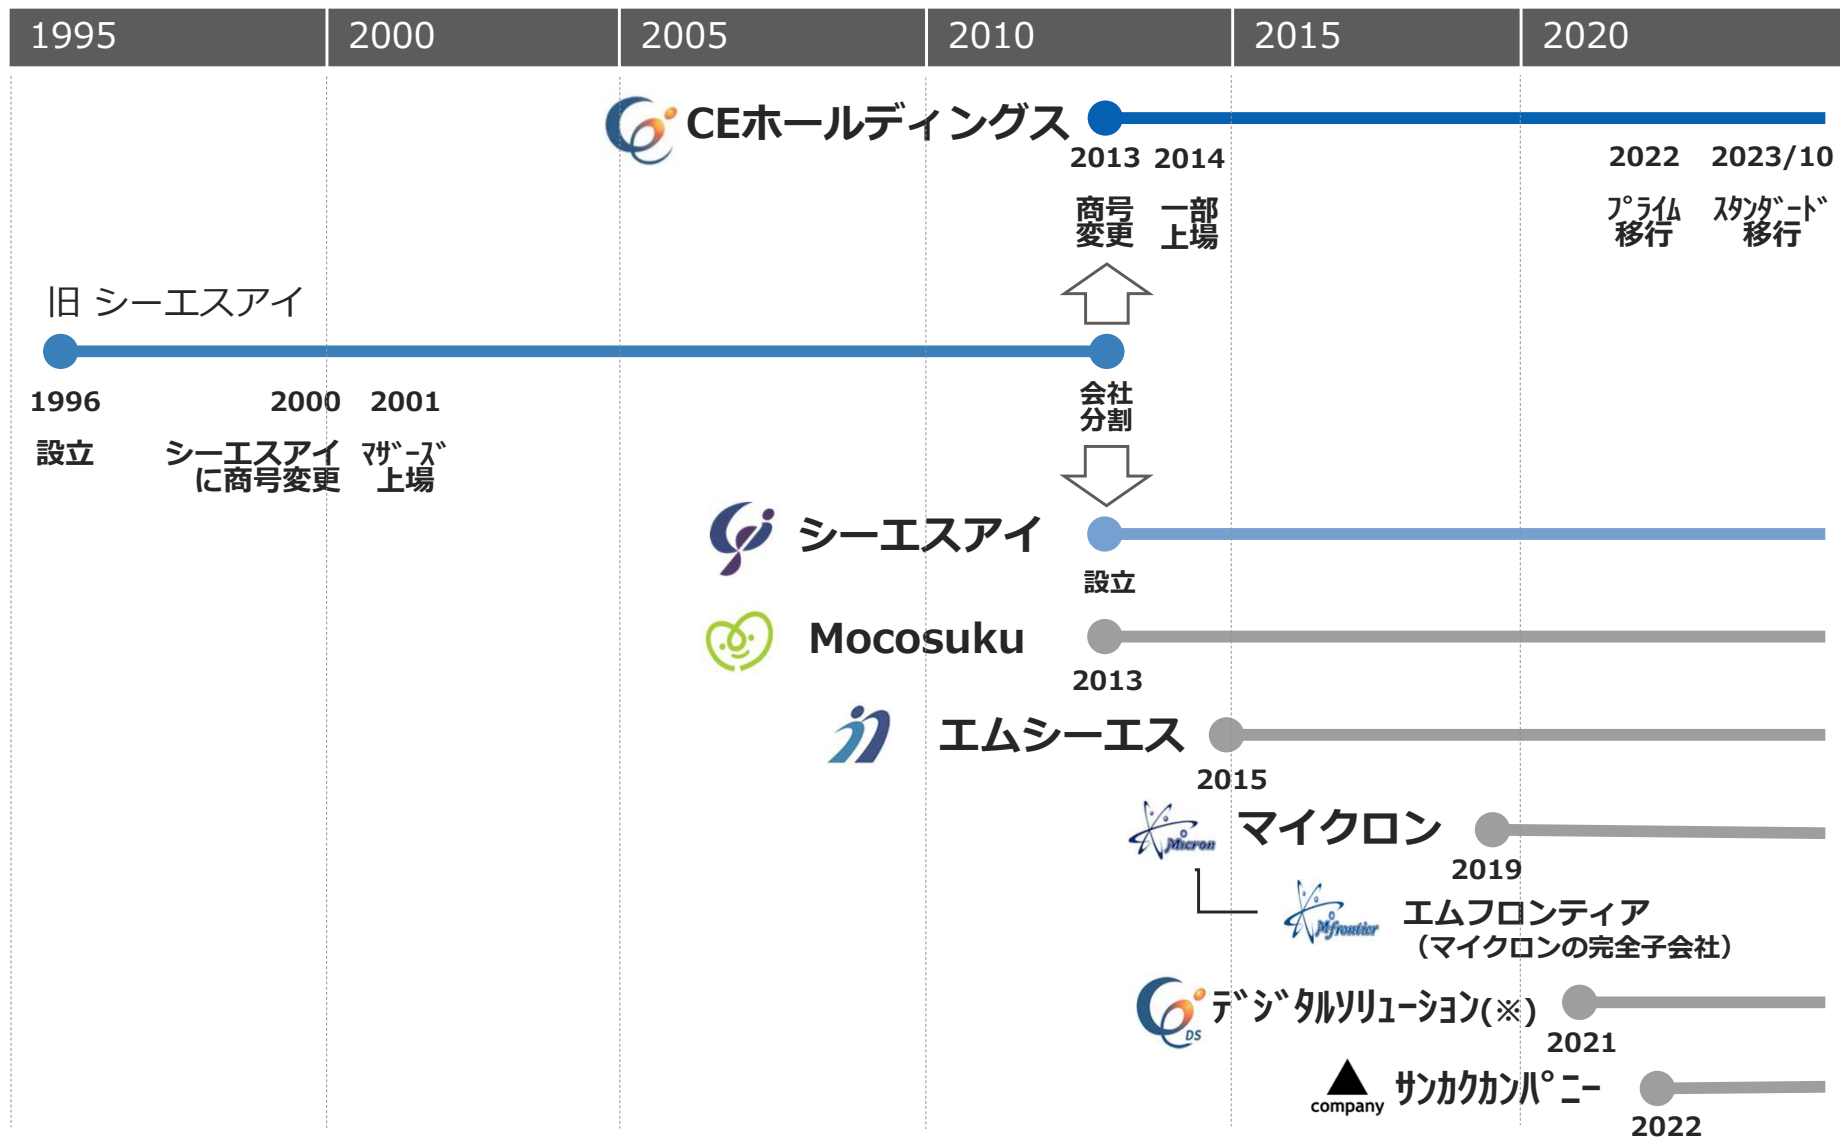 1995 2000 2005 2010 2015 2020
CEホールディングス
2013 2014 2022 2023/10
商号 一部 ﾌﾟﾗｲﾑ ｽﾀﾝﾀﾞｰﾄﾞ
変更 上場 移行 移行
旧 シーエスアイ
1996 2000 2001
会社
分割
設立 シーエスアイ ﾏｻﾞｰｽﾞ
に商号変更 上場
シーエスアイ
設立
Mocosuku
2013
エムシーエス
2015
Micron マイクロン
2019
Mfrontier エムフロンティア
（マイクロンの完全子会社）
DS ﾃﾞｼﾞﾀﾙｿﾘｭｰｼｮﾝ(※)
2021
company ｻﾝｶｸｶﾝﾊﾟﾆｰ
2022